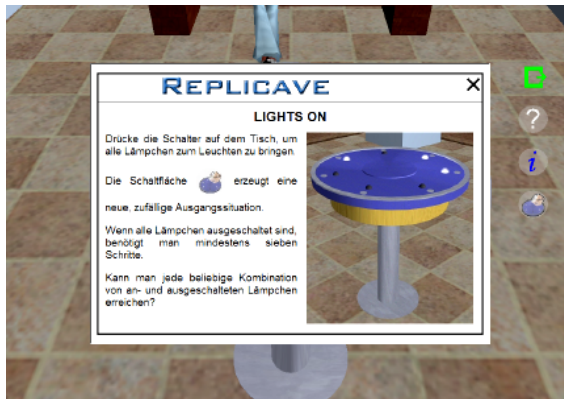 REPLICAVE
LIGHTS ON
Drücke die Schalter auf dem Tisch, um
alle Lämpchen zum Leuchten zu bringen.
Die Schaltfläche erzeugt eine
neue, zufällige Ausgangssituation.
Wenn alle Lämpchen ausgeschaltet sind,
benötigt man mindestens sieben
Schritte.
Kann man jede beliebige Kombination
von an- und ausgeschalteten Lämpchen
erreichen?
?
i